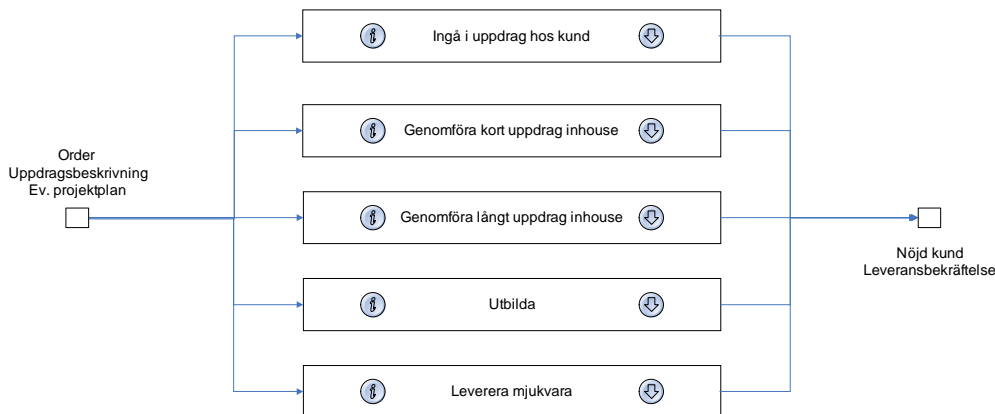 Ingå i uppdrag hos kund
Genomföra kort uppdrag inhouse
Order
Uppdragsbeskrivning
Ev. projektplan
Genomföra långt uppdrag inhouse
Nöjd kund
Leveransbekräftelse
Utbilda
Leverera mjukvara